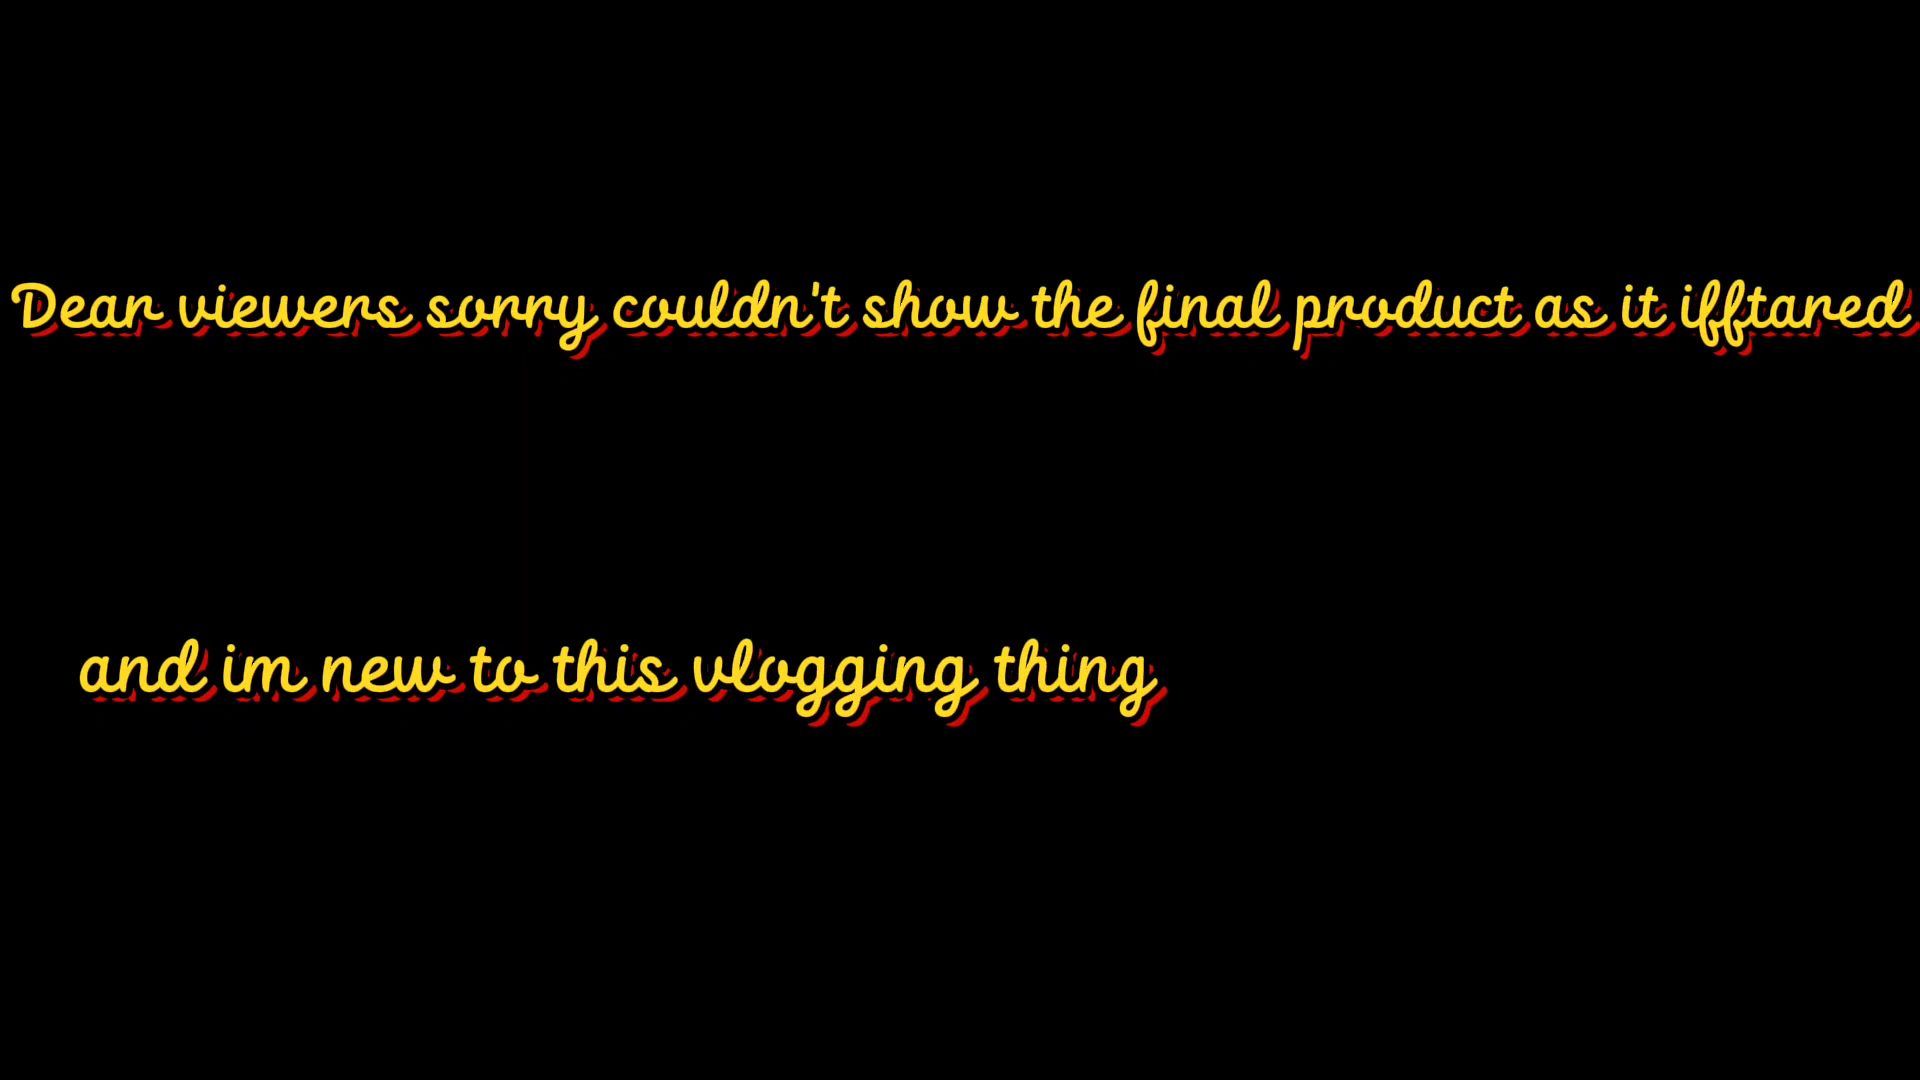 Dear viewers sorry couldn't show the final product as it ifftared
and im new to this vlogging thing